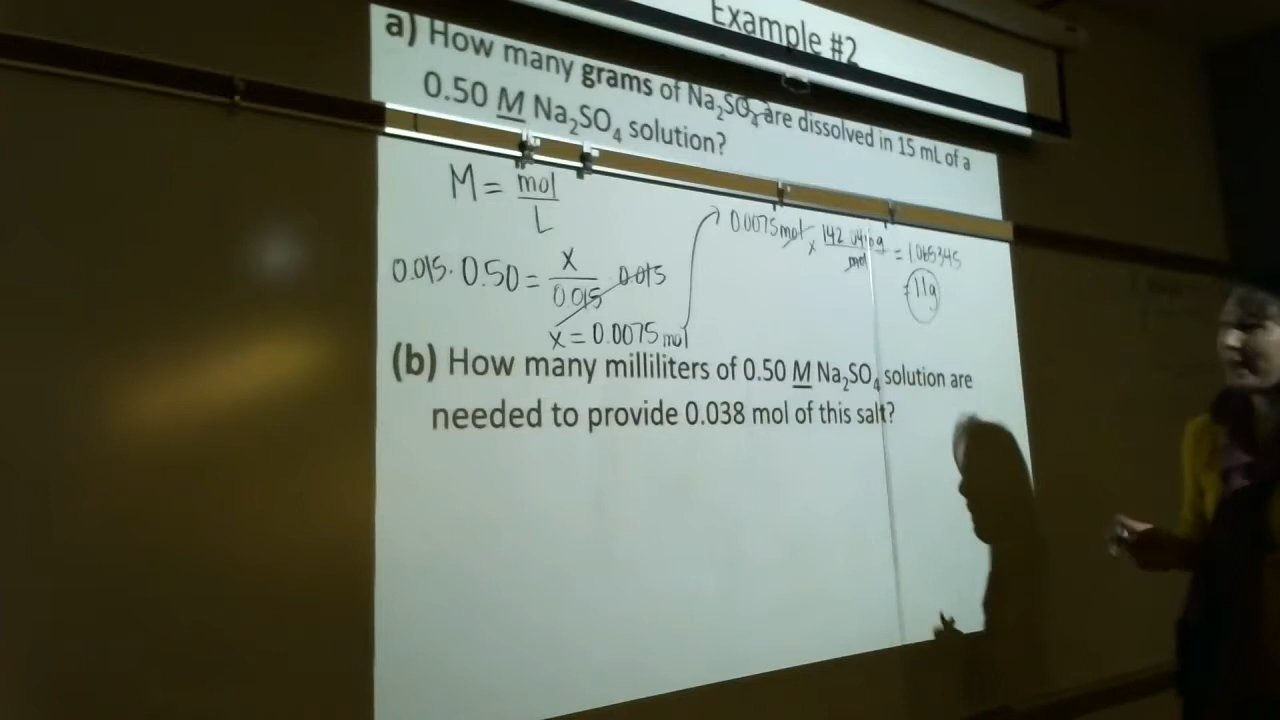 Example #2
a) How many grams of Na₂SO₄ are dissolved in 15 mL of a
0.50 M Na₂SO₄ solution?
M = mol
L
0.0075 mol x 142.04 g = 1.065345
mol
= 11g
0.015 · 0.50 = x 0.015
0.015
x = 0.0075 mol
(b) How many milliliters of 0.50 M Na₂SO₄ solution are
needed to provide 0.038 mol of this salt?